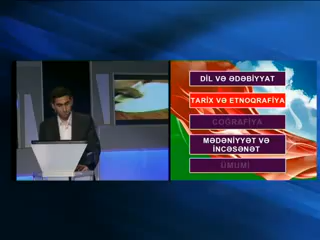 DİL VƏ ƏDƏBİYYAT
TARİX VƏ ETNOQRAFİYA
COĞRAFİYA
MƏDƏNİYYƏT VƏ
İNCƏSƏNƏT
ÜMUMİ